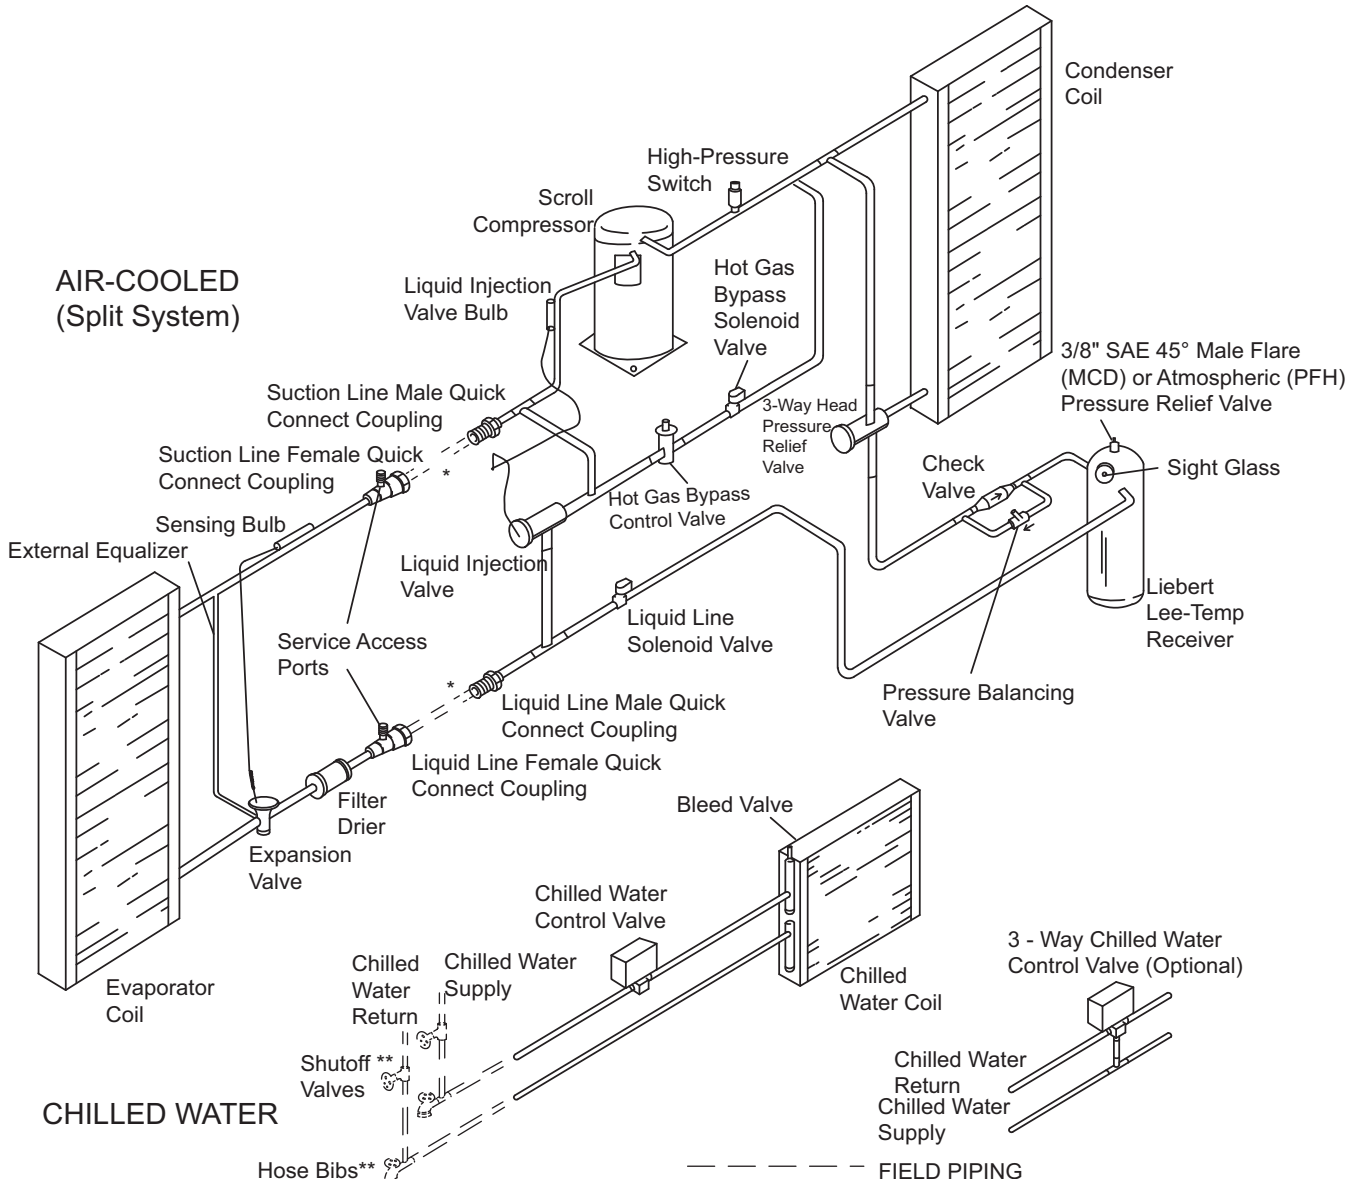 Condenser
Coil
High-Pressure
Switch
Scroll
Compressor
AIR-COOLED
(Split System)
Liquid Injection
Valve Bulb
Hot Gas
Bypass
Solenoid
Valve
3/8" SAE 45° Male Flare
(MCD) or Atmospheric (PFH)
Pressure Relief Valve
Suction Line Male Quick
Connect Coupling
3-Way Head
Pressure
Relief
Valve
Suction Line Female Quick
Connect Coupling
*
Check
Valve
Sight Glass
Hot Gas Bypass
Control Valve
Sensing Bulb
External Equalizer
Liquid Injection
Valve
Liebert
Lee-Temp
Receiver
Service Access
Ports
Liquid Line
Solenoid Valve
*
Pressure Balancing
Valve
Liquid Line Male Quick
Connect Coupling
Liquid Line Female Quick
Connect Coupling
Filter
Drier
Expansion
Valve
Evaporator
Coil
Bleed Valve
Chilled Water
Control Valve
Chilled
Water
Return
Chilled Water
Supply
Chilled
Water Coil
3 - Way Chilled Water
Control Valve (Optional)
Shutoff **
Valves
Chilled Water
Return
Chilled Water
Supply
CHILLED WATER
Hose Bibs**
FIELD PIPING